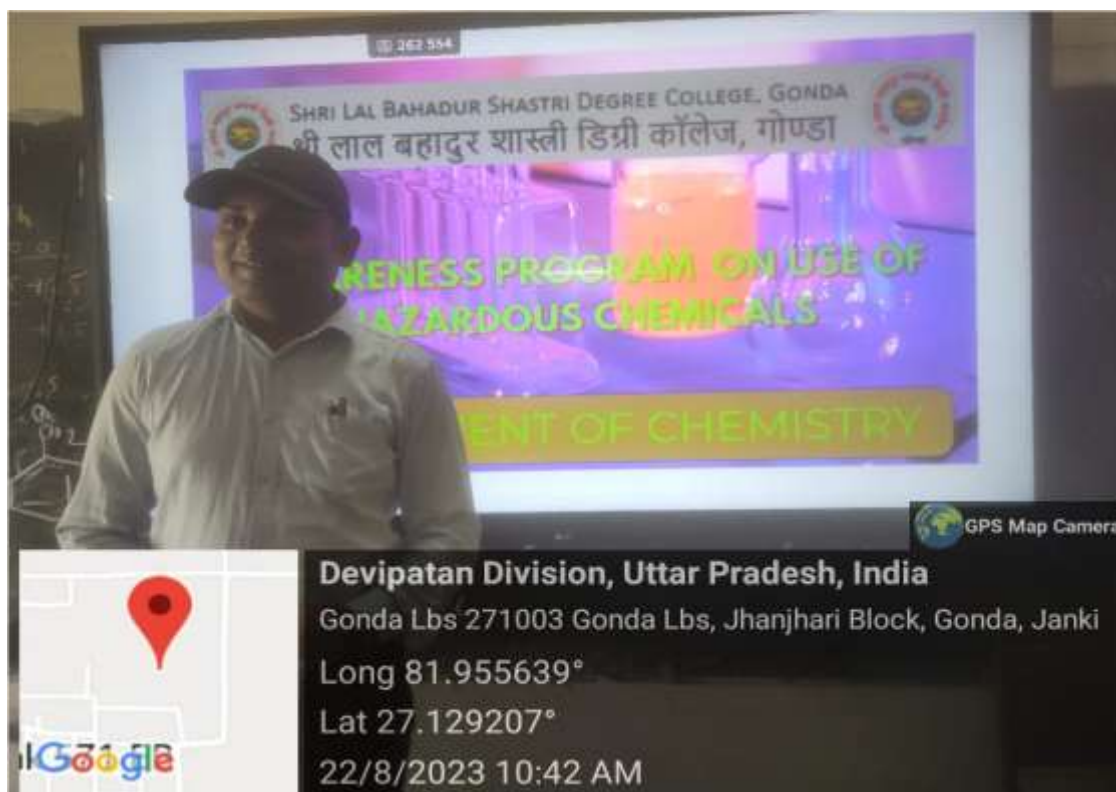 262 554
SHRI LAL BAHADUR SHASTRI DEGREE COLLEGE, GONDA
श्री लाल बहादुर शास्त्री डिग्री कॉलेज, गोण्डा
ARENESS PROGRAM ON USE OF
HAZARDOUS CHEMICALS
ENT OF CHEMISTRY
GPS Map Camera
Devipatan Division, Uttar Pradesh, India
Gonda Lbs 271003 Gonda Lbs, Jhanjhari Block, Gonda, Janki
Long 81.955639°
Lat 27.129207°
22/8/2023 10:42 AM
Google